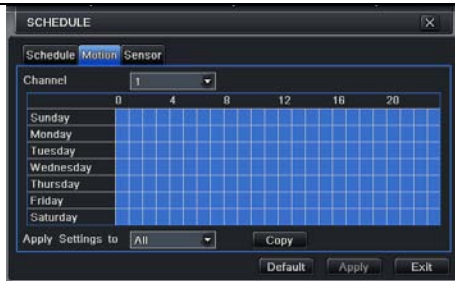 SCHEDULE
Schedule Motion Sensor
Channel 1
0 4 8 12 16 20
Sunday
Monday
Tuesday
Wednesday
Thursday
Friday
Saturday
Apply Settings to All Copy
Default Apply Exit